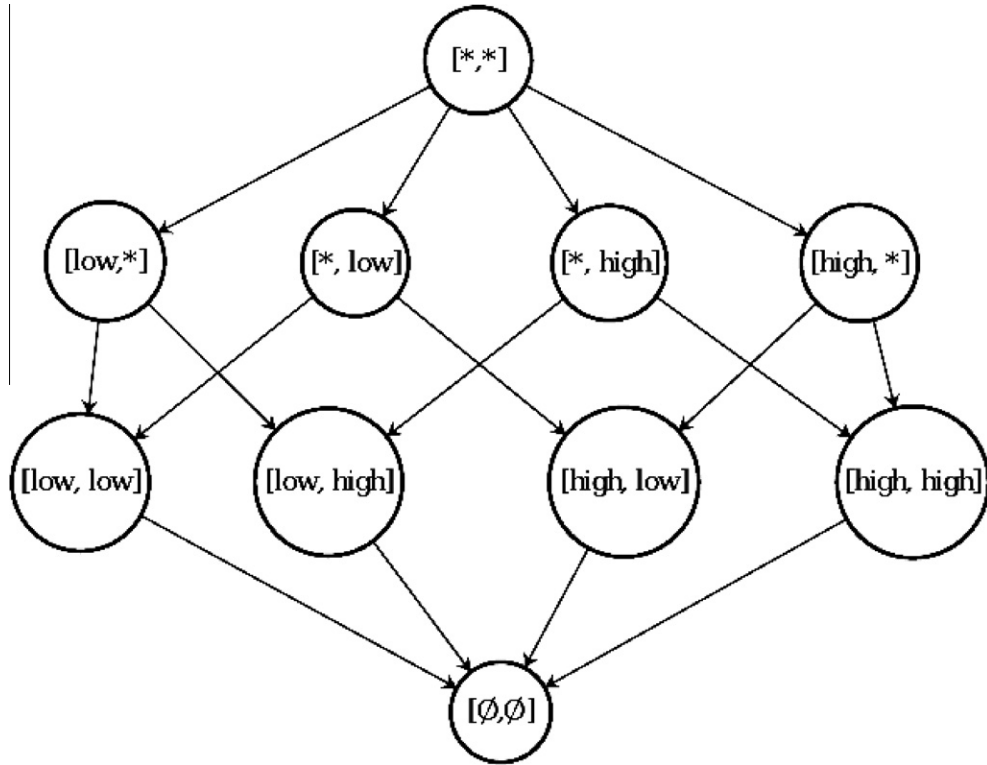 [*,*]
[low,*]
[*, low]
[*, high]
[high, *]
[low, low]
[low, high]
[high, low]
[high, high]
[Ø,Ø]